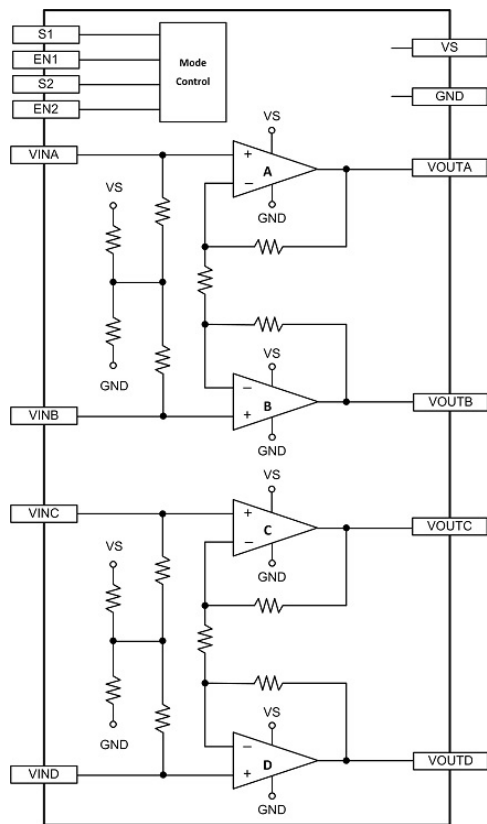 S1
EN1
S2
EN2
Mode
Control
VS
GND
VINA
VS
+
A
−
GND
VOUTA
VS
GND
VS
−
B
+
GND
VINB
VOUTB
VINC
VS
+
C
−
GND
VOUTC
VS
GND
VS
−
D
+
GND
VIND
VOUTD